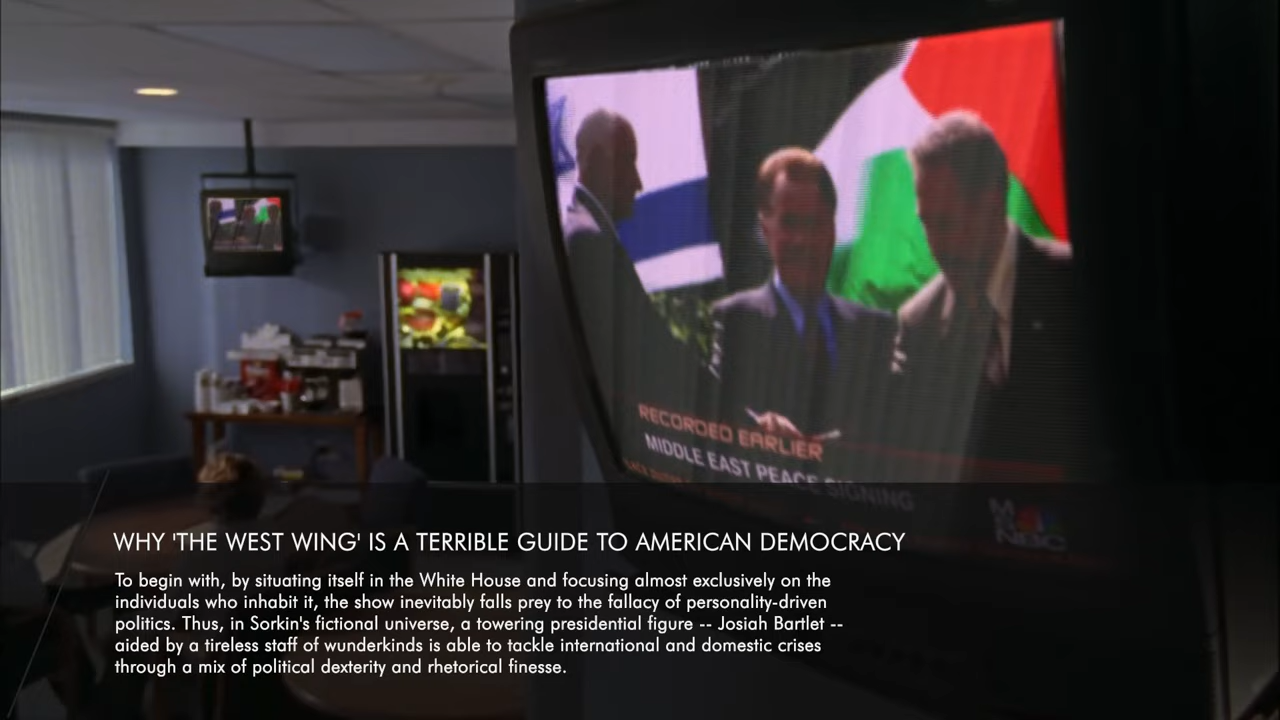 RECORDED EARLIER
MIDDLE EAST PEACE SIGNING
MSNBC
WHY 'THE WEST WING' IS A TERRIBLE GUIDE TO AMERICAN DEMOCRACY
To begin with, by situating itself in the White House and focusing almost exclusively on the
individuals who inhabit it, the show inevitably falls prey to the fallacy of personality-driven
politics. Thus, in Sorkin's fictional universe, a towering presidential figure -- Josiah Bartlet --
aided by a tireless staff of wunderkinds is able to tackle international and domestic crises
through a mix of political dexterity and rhetorical finesse.